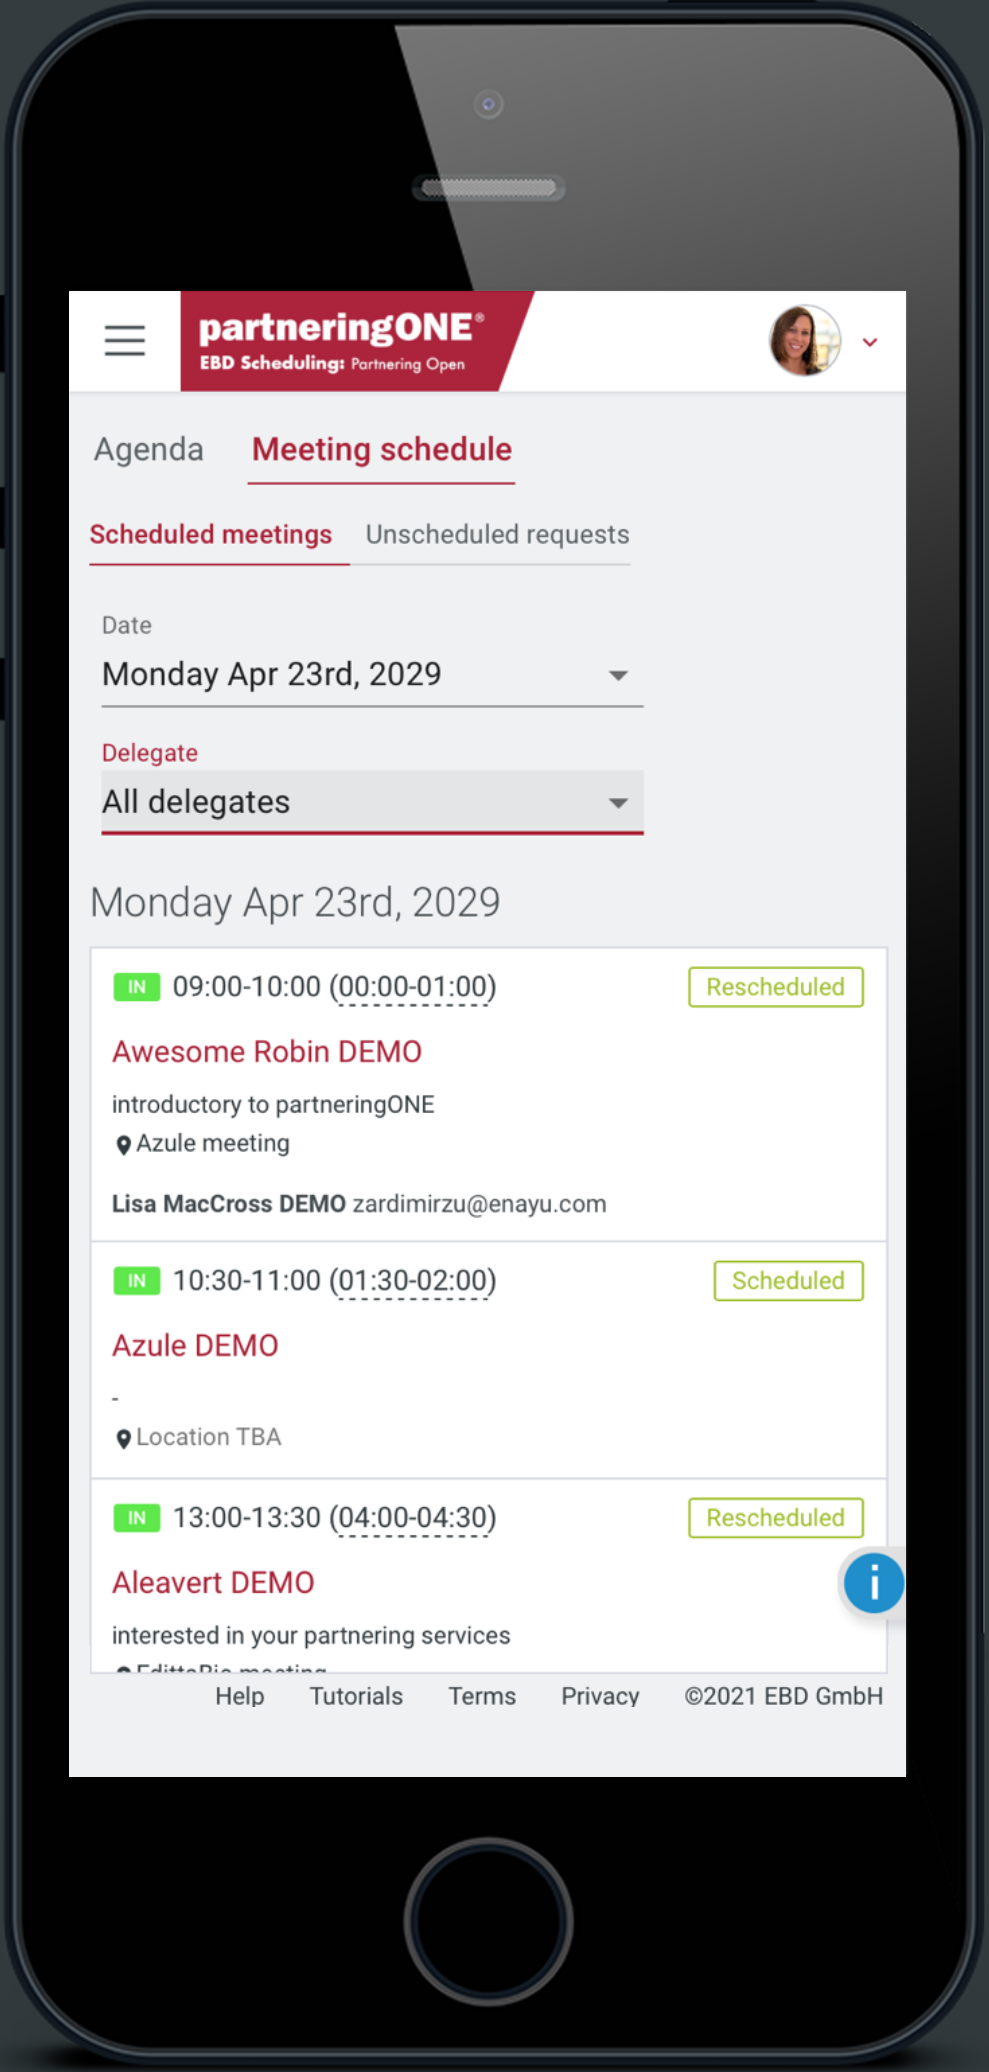 partneringONE®
EBD Scheduling: Partnering Open
Agenda Meeting schedule
Scheduled meetings Unscheduled requests
Date
Monday Apr 23rd, 2029
Delegate
All delegates
Monday Apr 23rd, 2029
IN 09:00-10:00 (00:00-01:00) Rescheduled
Awesome Robin DEMO
introductory to partneringONE
Azule meeting
Lisa MacCross DEMO zardimirzu@enayu.com
IN 10:30-11:00 (01:30-02:00) Scheduled
Azule DEMO
-
Location TBA
IN 13:00-13:30 (04:00-04:30) Rescheduled
Aleavert DEMO
i
interested in your partnering services
EdittaBio meeting
Help Tutorials Terms Privacy ©2021 EBD GmbH